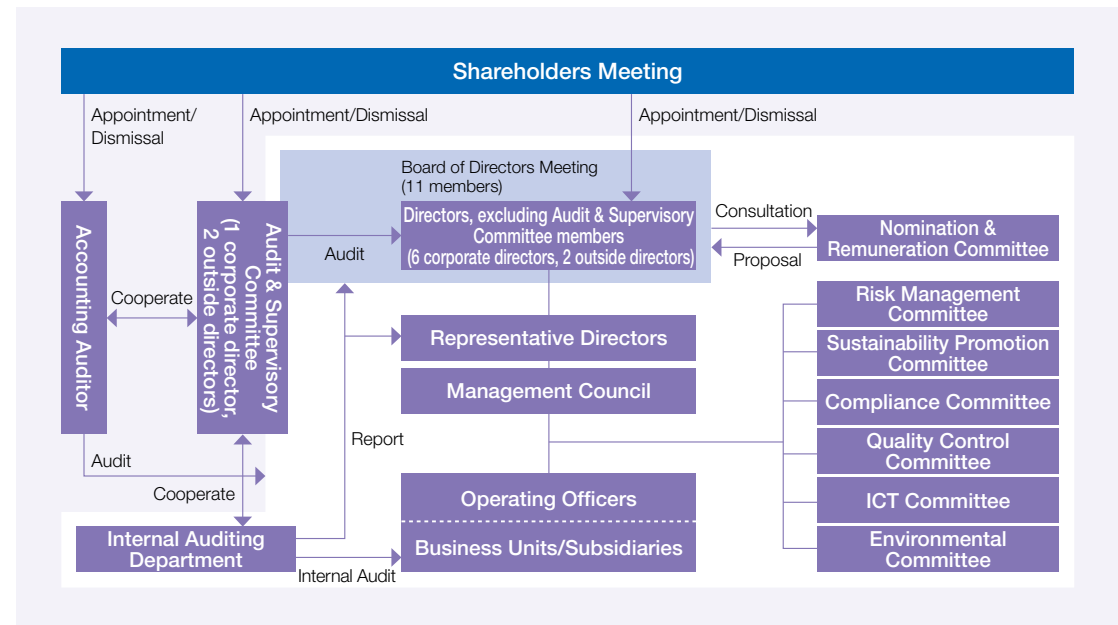 Shareholders Meeting
Appointment/
Dismissal
Appointment/Dismissal
Appointment/Dismissal
Board of Directors Meeting
(11 members)
Accounting Auditor
Cooperate
Audit & Supervisory
Committee
(1 corporate director,
2 outside directors)
Audit
Directors, excluding Audit & Supervisory
Committee members
(6 corporate directors, 2 outside directors)
Consultation
Proposal
Nomination &
Remuneration Committee
Representative Directors
Management Council
Risk Management
Committee
Sustainability Promotion
Committee
Compliance Committee
Quality Control
Committee
ICT Committee
Environmental
Committee
Report
Audit
Cooperate
Operating Officers
Business Units/Subsidiaries
Internal Auditing
Department
Internal Audit